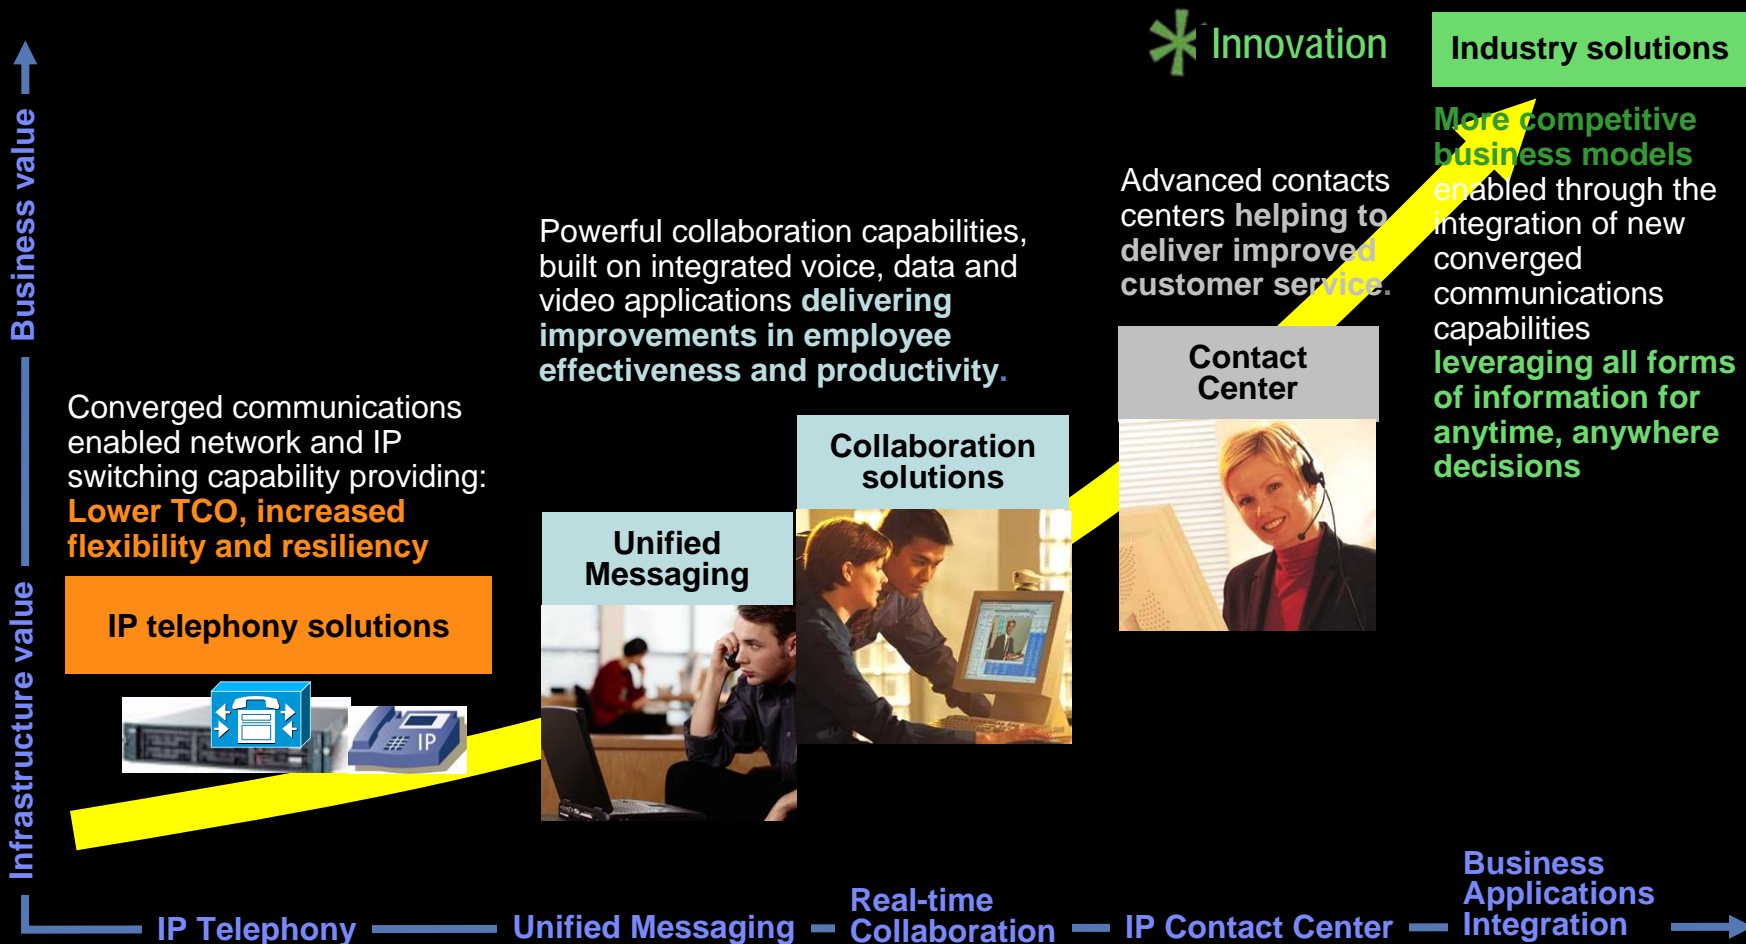 Innovation
Industry solutions
More competitive
business models
enabled through the
integration of new
converged
communications
capabilities
leveraging all forms
of information for
anytime, anywhere
decisions
Advanced contacts
centers helping to
deliver improved
customer service.
Contact
Center
Powerful collaboration capabilities,
built on integrated voice, data and
video applications delivering
improvements in employee
effectiveness and productivity.
Collaboration
solutions
Unified
Messaging
Converged communications
enabled network and IP
switching capability providing:
Lower TCO, increased
flexibility and resiliency
IP telephony solutions
IP
Business value
Infrastructure value
IP Telephony
Unified Messaging
Real-time
Collaboration
IP Contact Center
Business
Applications
Integration